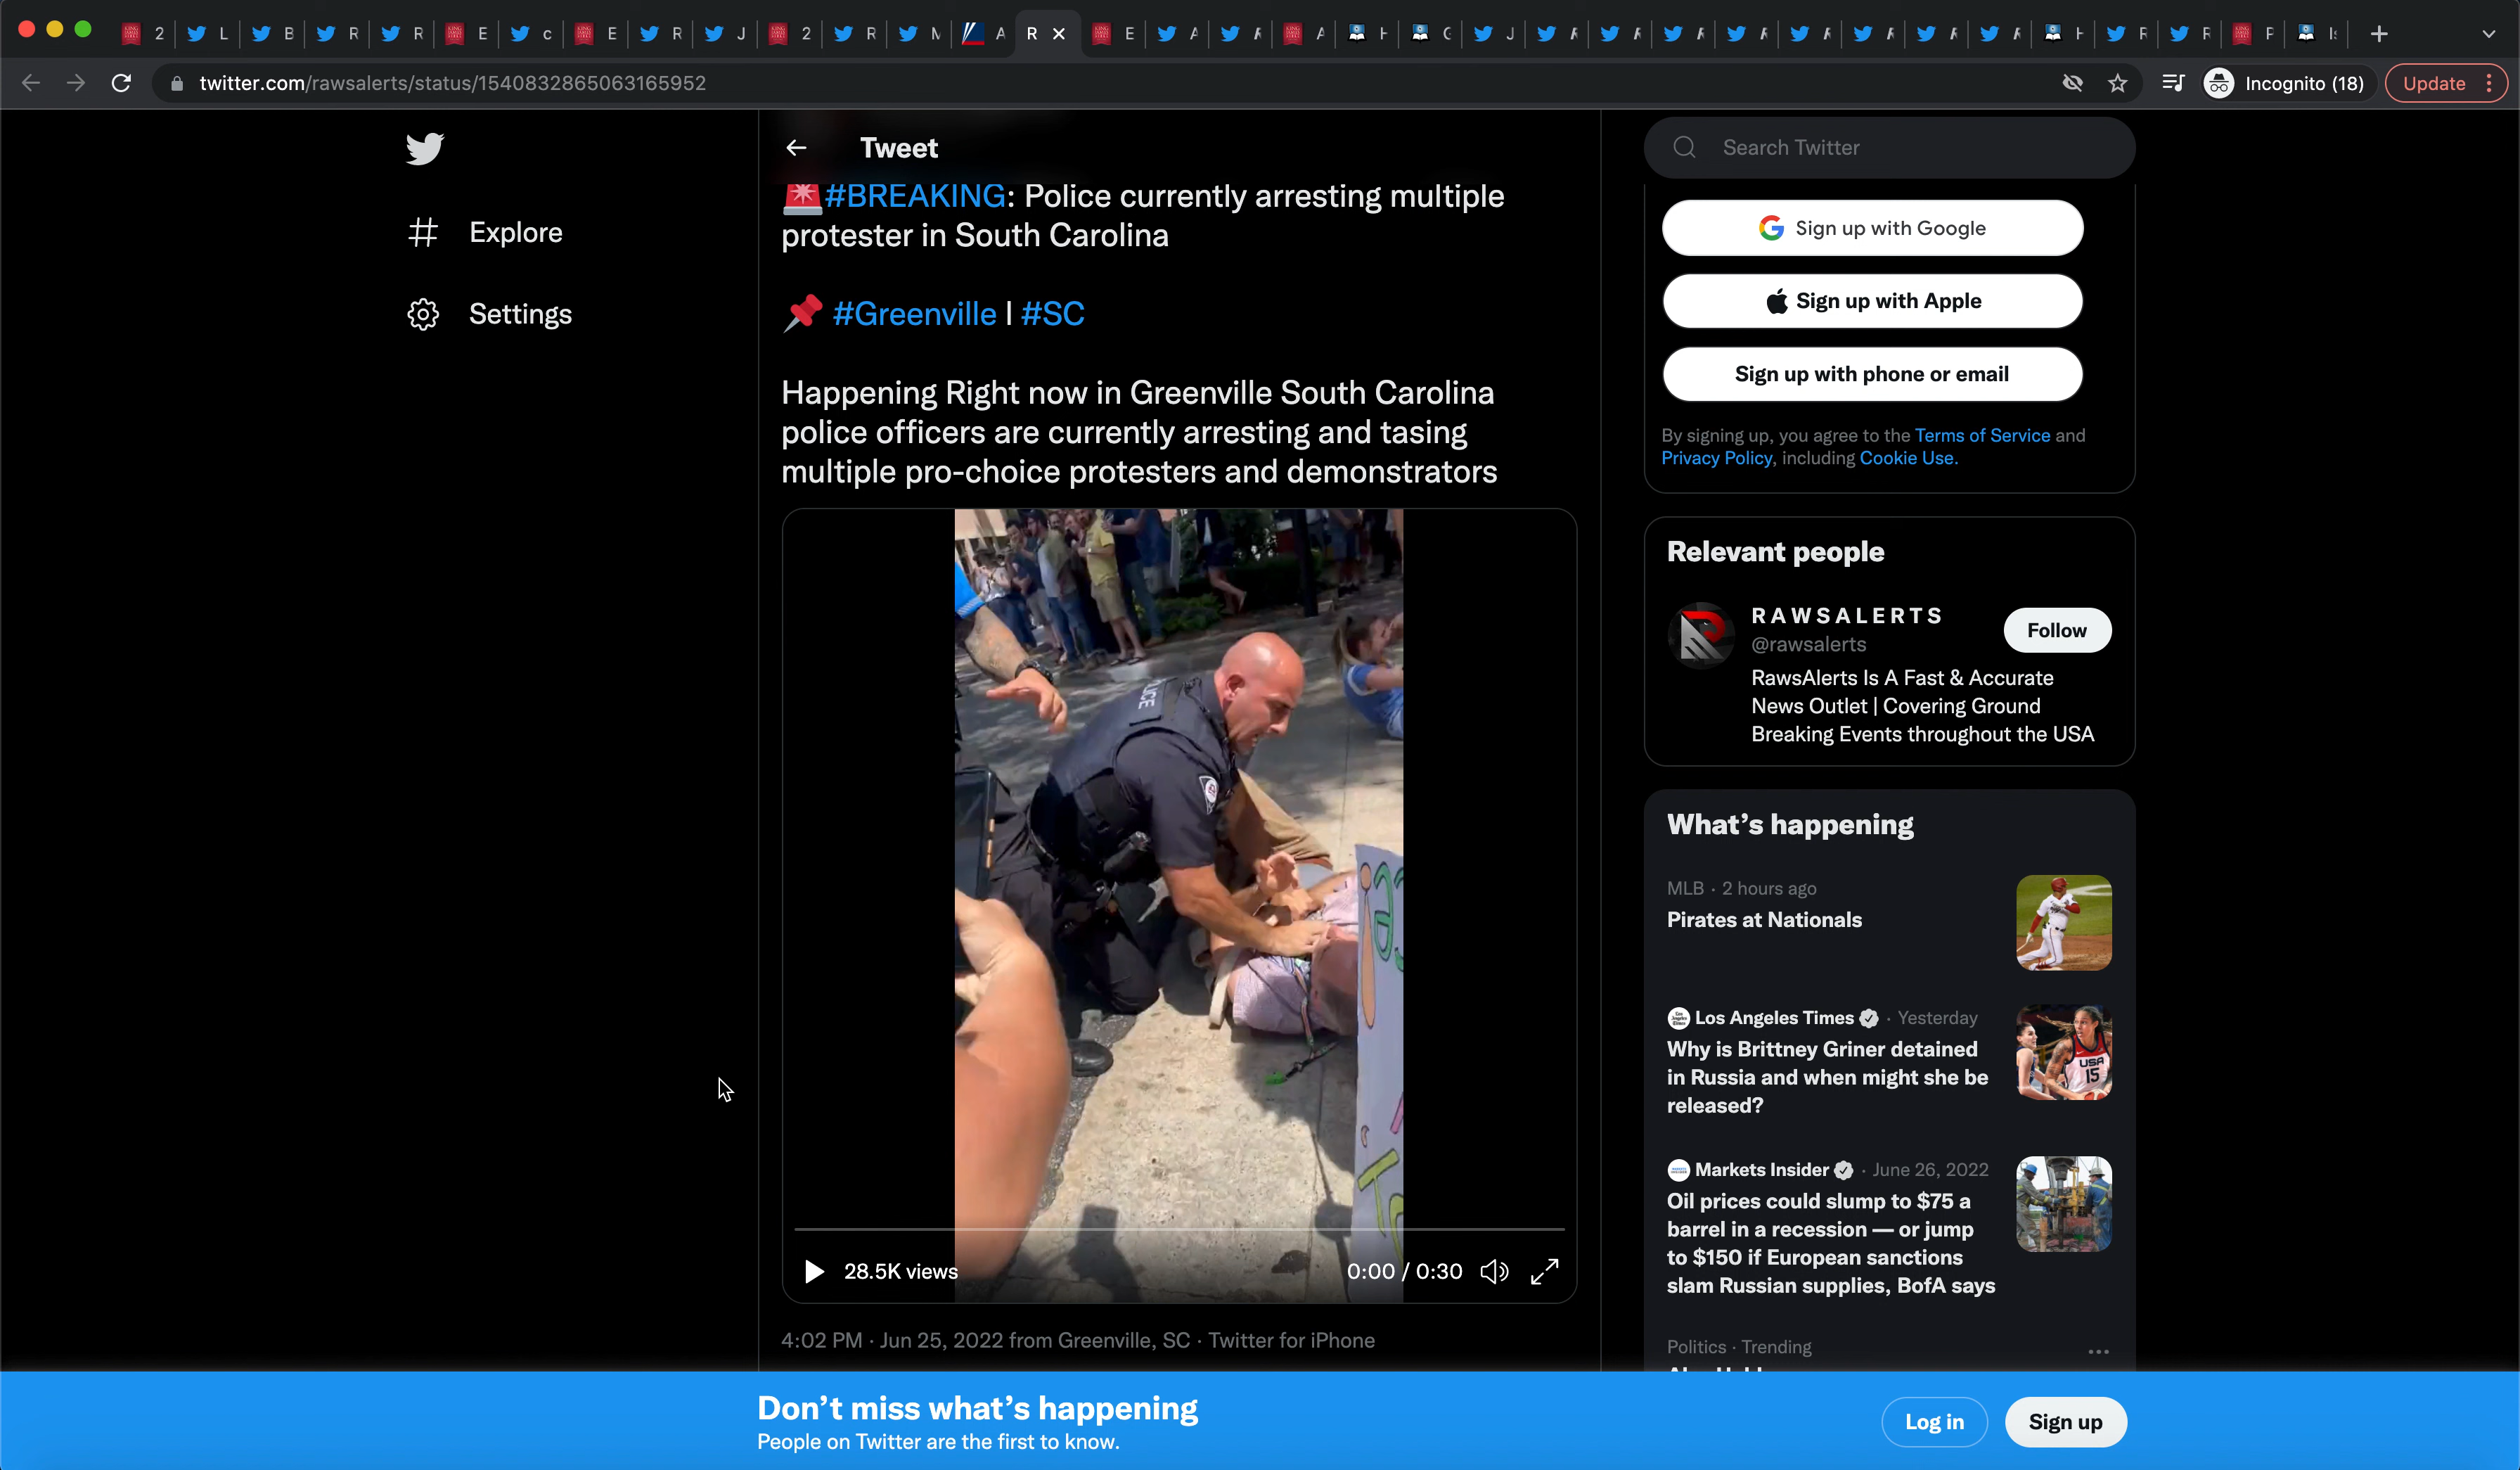 2 L B R R E c E R J 2 R M A R E A R A H G J R R R R R R R R H R R P Is
twitter.com/rawsalerts/status/1540832865063165952
Incognito (18)
Update
Tweet
Search Twitter
Explore
Settings
#BREAKING: Police currently arresting multiple
protester in South Carolina
#Greenville | #SC
Happening Right now in Greenville South Carolina
police officers are currently arresting and tasing
multiple pro-choice protesters and demonstrators
28.5K views
0:00 / 0:30
4:02 PM · Jun 25, 2022 from Greenville, SC · Twitter for iPhone
Sign up with Google
Sign up with Apple
Sign up with phone or email
By signing up, you agree to the Terms of Service and
Privacy Policy, including Cookie Use.
Relevant people
RAWSALERTS
@rawsalerts
Follow
RawsAlerts Is A Fast & Accurate
News Outlet | Covering Ground
Breaking Events throughout the USA
What's happening
MLB · 2 hours ago
Pirates at Nationals
Los Angeles Times · Yesterday
Why is Brittney Griner detained
in Russia and when might she be
released?
USA
15
Markets Insider · June 26, 2022
Oil prices could slump to $75 a
barrel in a recession — or jump
to $150 if European sanctions
slam Russian supplies, BofA says
Politics · Trending
Don't miss what's happening
People on Twitter are the first to know.
Log in
Sign up